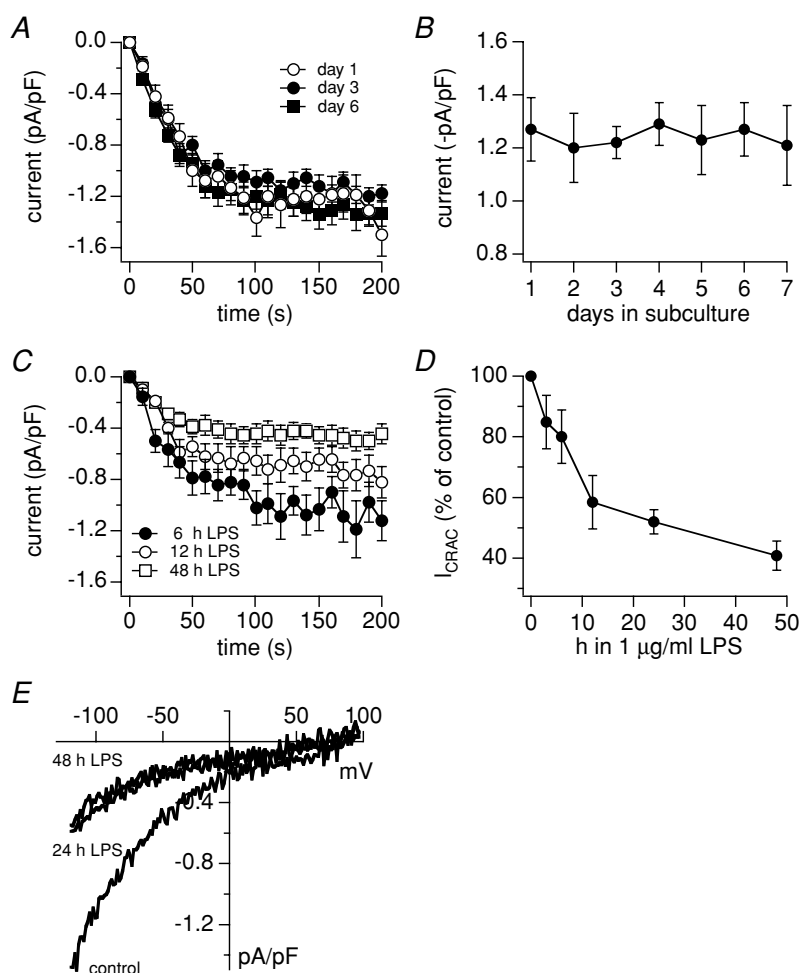 A
0.0
-0.4
-0.8
-1.2
-1.6
current (pA/pF)
day 1
day 3
day 6
0 50 100 150 200
time (s)
B
1.6
1.4
1.2
1.0
0.8
current (-pA/pF)
1 2 3 4 5 6 7
days in subculture
C
0.0
-0.4
-0.8
-1.2
-1.6
current (pA/pF)
6 h LPS
12 h LPS
48 h LPS
0 50 100 150 200
time (s)
D
100
80
60
40
ICRAC (% of control)
0 10 20 30 40 50
h in 1 µg/ml LPS
E
-100 -50 50 100
mV
48 h LPS
-0.4
24 h LPS
-0.8
-1.2
control
pA/pF